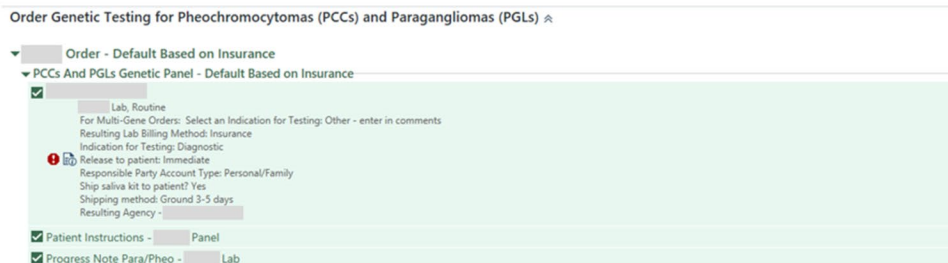 Order Genetic Testing for Pheochromocytomas (PCCs) and Paragangliomas (PGLs)
Order - Default Based on Insurance
PCCs And PGLs Genetic Panel - Default Based on Insurance
Lab, Routine
For Multi-Gene Orders: Select an Indication for Testing: Other - enter in comments
Resulting Lab Billing Method: Insurance
Indication for Testing: Diagnostic
Release to patient: Immediate
Responsible Party Account Type: Personal/Family
Ship saliva kit to patient? Yes
Shipping method: Ground 3-5 days
Resulting Agency -
Patient Instructions - Panel
Progress Note Para/Pheo - Lab